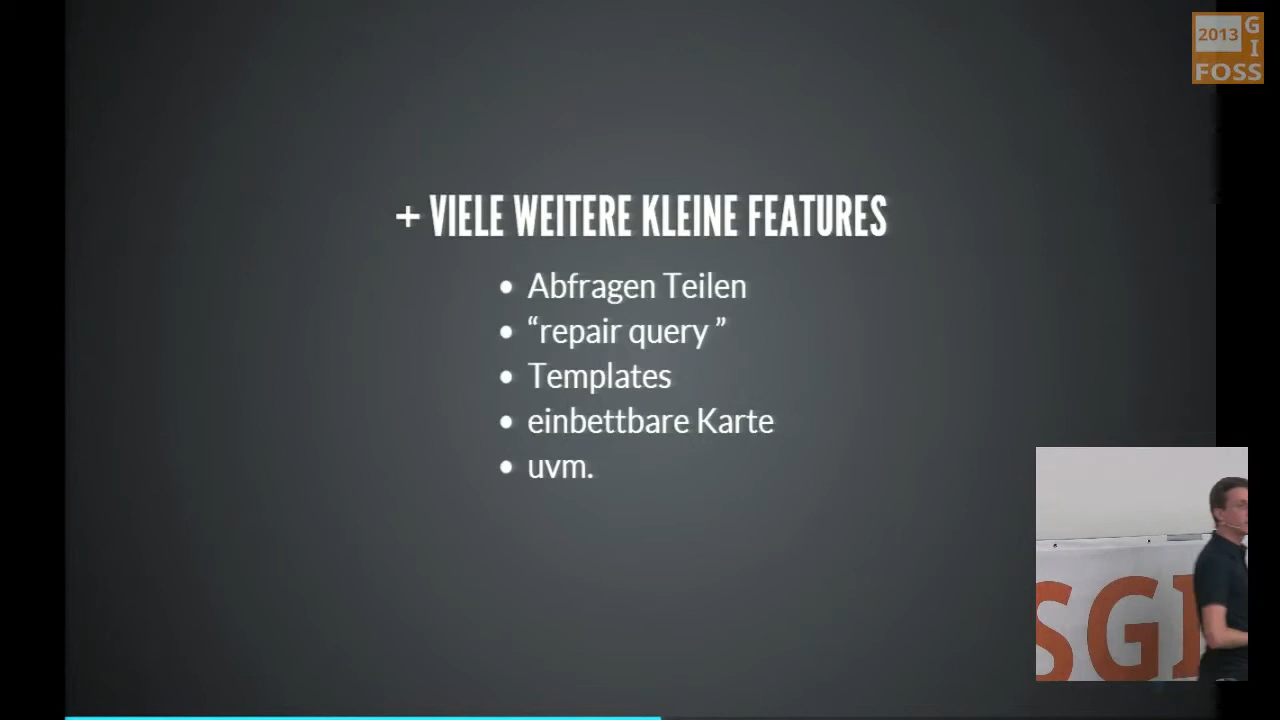 2013
G
I
FOSS
+ VIELE WEITERE KLEINE FEATURES
• Abfragen Teilen
• “repair query ”
• Templates
• einbettbare Karte
• uvm.
SGI